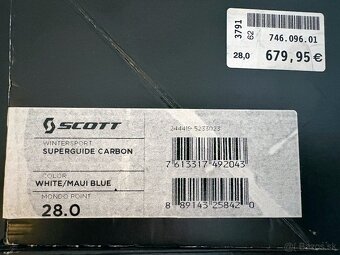 3791
62
746.096.01
28,0
679,95 €
SCOTT
244419-5233023
WINTERSPORT
SUPERGUIDE CARBON
7 613317 492043
COLOR
WHITE/MAUI BLUE
MONDO POINT
28.0
8 89143 25842 0